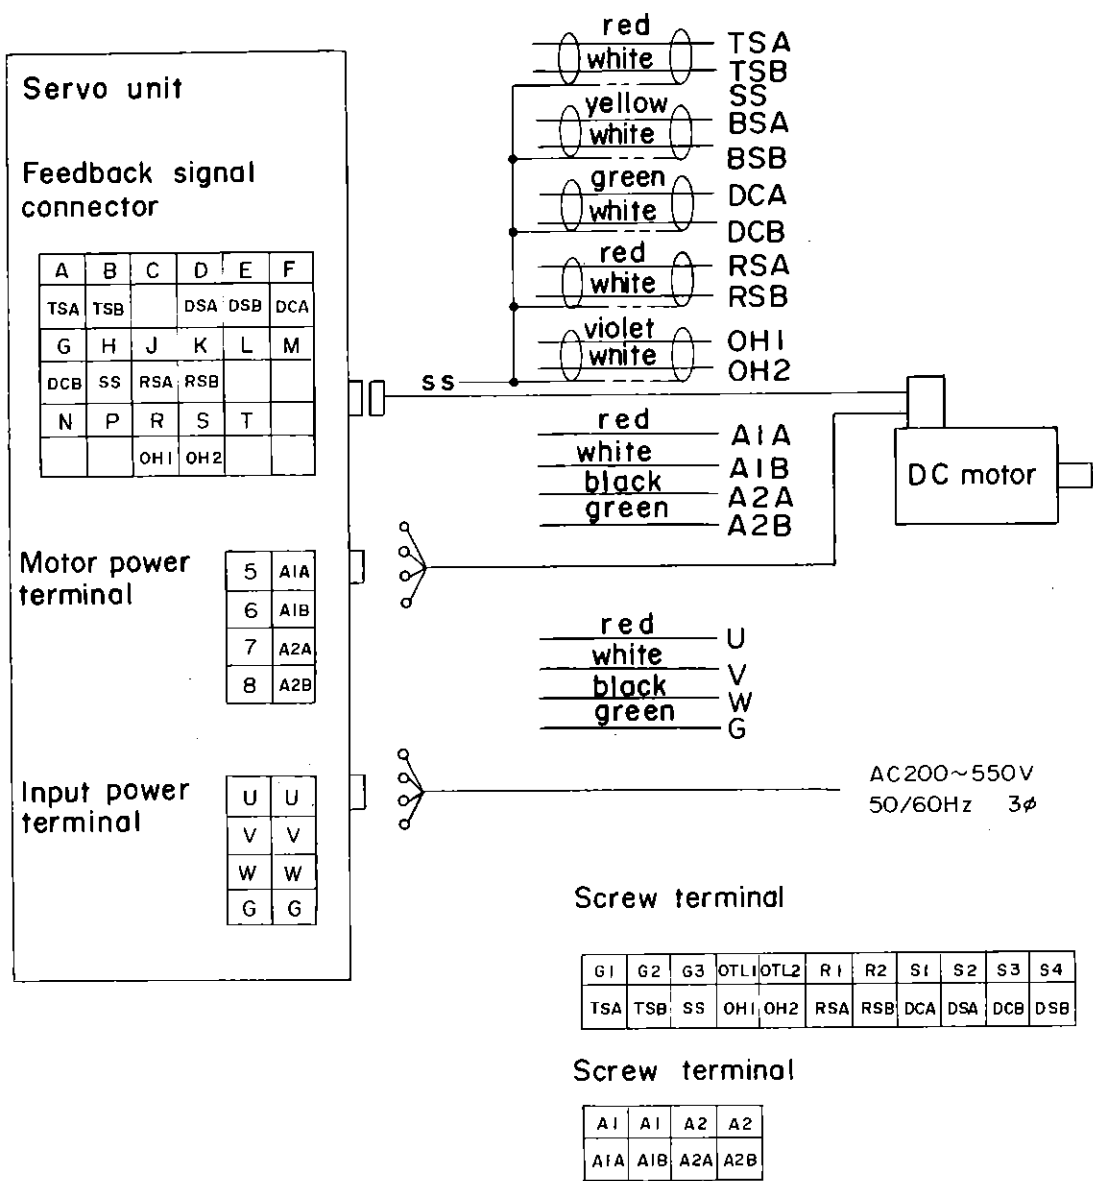 Servo unit
Feedback signal
connector
A B C D E F
TSA TSB DSA DSB DCA
G H J K L M
DCB SS RSA RSB
N P R S T
OH1 OH2
Motor power
terminal
5 A1A
6 A1B
7 A2A
8 A2B
Input power
terminal
U U
V V
W W
G G
red TSA
white TSB
SS
yellow BSA
white BSB
green DCA
white DCB
red RSA
white RSB
violet OH1
white OH2
SS
red A1A
white A1B
black A2A
green A2B
DC motor
red U
white V
black W
green G
AC200~550V
50/60Hz 3φ
Screw terminal
G1 G2 G3 OTL1 OTL2 R1 R2 S1 S2 S3 S4
TSA TSB SS OH1 OH2 RSA RSB DCA DSA DCB DSB
Screw terminal
A1 A1 A2 A2
A1A A1B A2A A2B